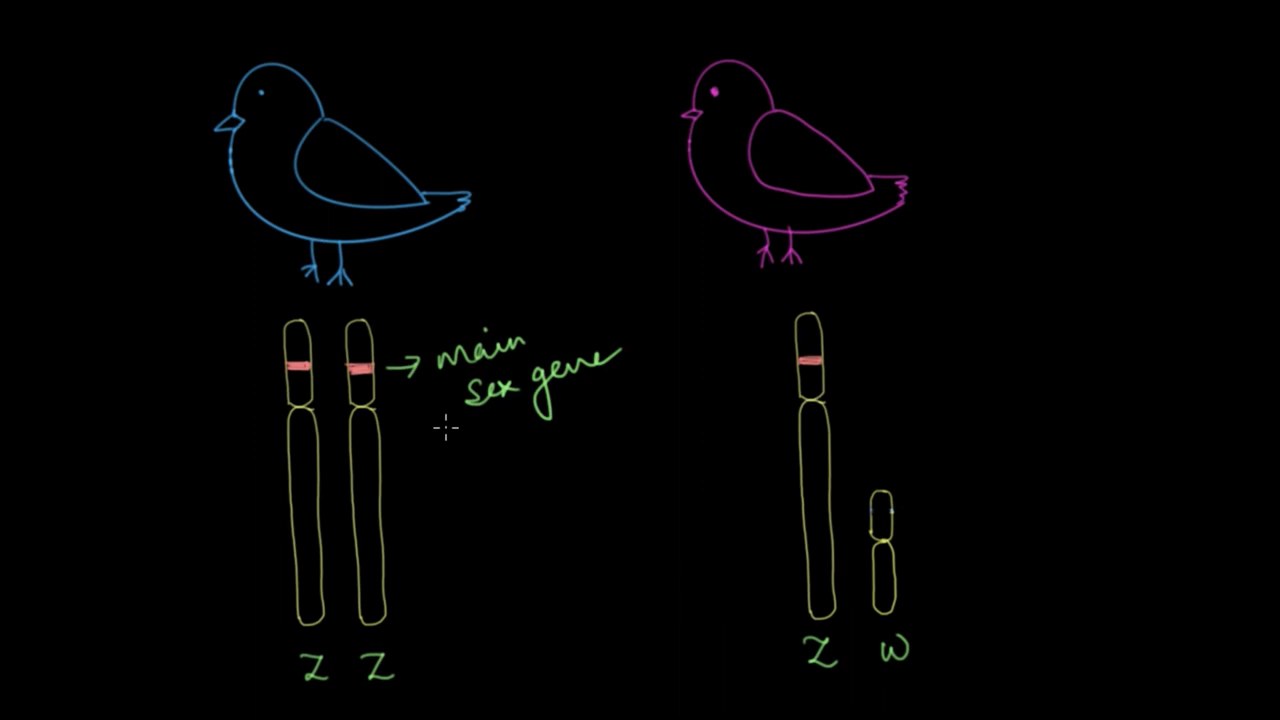 → main
sex gene
Z Z
Z W